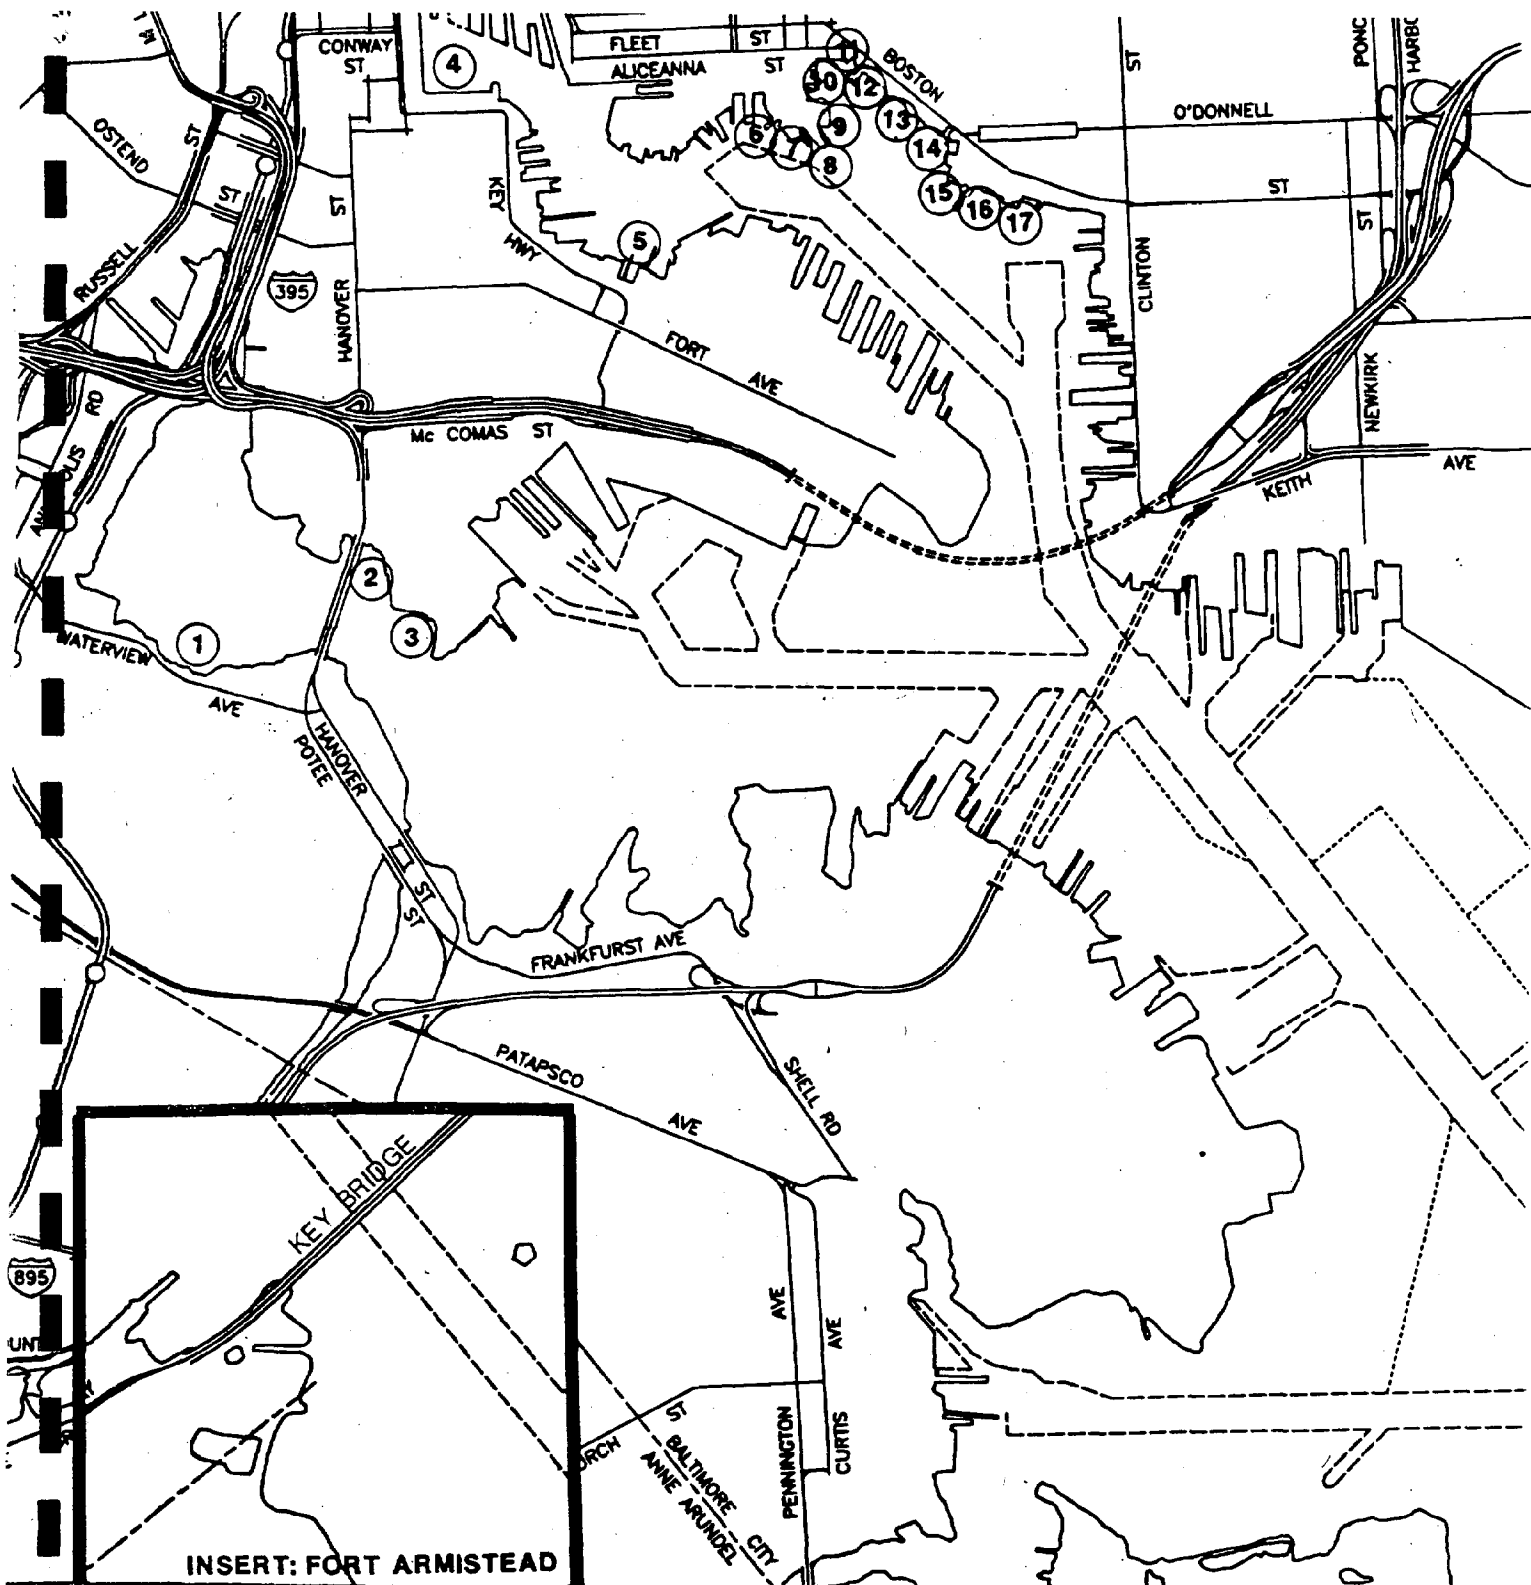 CONWAY
ST
4
FLEET
ST
ALICEANNA
ST
11
BOSTON
10
12
13
9
6
7
8
14
15
16
17
ST
HARBO
O'DONNELL
ST
ST
OSTEND
ST
ST
ST
KEY
HWY
5
RUSSELL
395
HANOVER
CLINTON
FORT
AVE
RD
Mc COMAS ST
NEWKIRK
AVE
KEITH
2
1
3
WATERVIEW
AVE
HANOVER
POTEE
ST
ST
FRANKFURST AVE
PATAPSCO
AVE
SHELL RD
KEY BRIDGE
895
AVE
AVE
ST
PENNINGTON
CURTIS
BALTIMORE CITY
ANNE ARUNDEL
INSERT: FORT ARMISTEAD